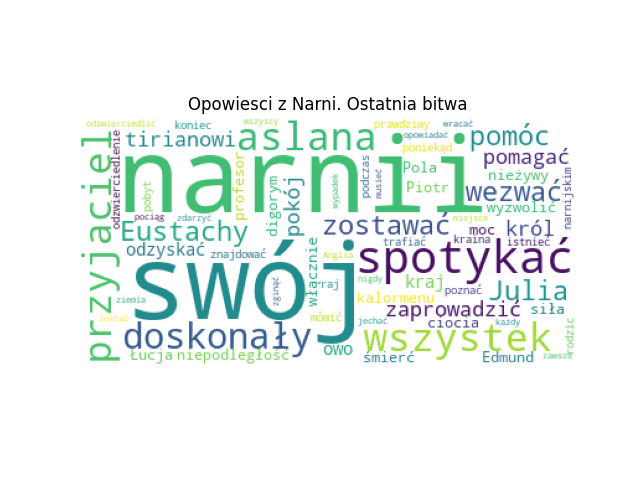 Opowiesci z Narni. Ostatnia bitwa
odzwierciedlić
koniec
wszyscy
prawdziwy
wracać
tirianowi
aslana
opowiadać
pomóc
przyjaciel
odzwierciedlenie
narnii
poniekąd
pomagać
profesor
podczas
Pola
nieżywy
narnijskim
pobyt
digorym
pokój
wypadek
musieć
Piotr
wezwać
wyzwolić
pociąg
zdarzyć
miejsce
Eustachy
zostawać
moc
król
odzyskać
znajdować
włącznie
Anglia
trafiać
kraina
istnieć
swój
spotykać
zginąć
raj
nigdy
kraj
poznać
Julia
ziemia
kalormenu
zaprowadzić
siła
zostać
mówić
jechać
ciocia
każdy
rodzic
doskonały
wszystek
Łucja
niepodległość
owo
śmierć
Edmund
zawsze